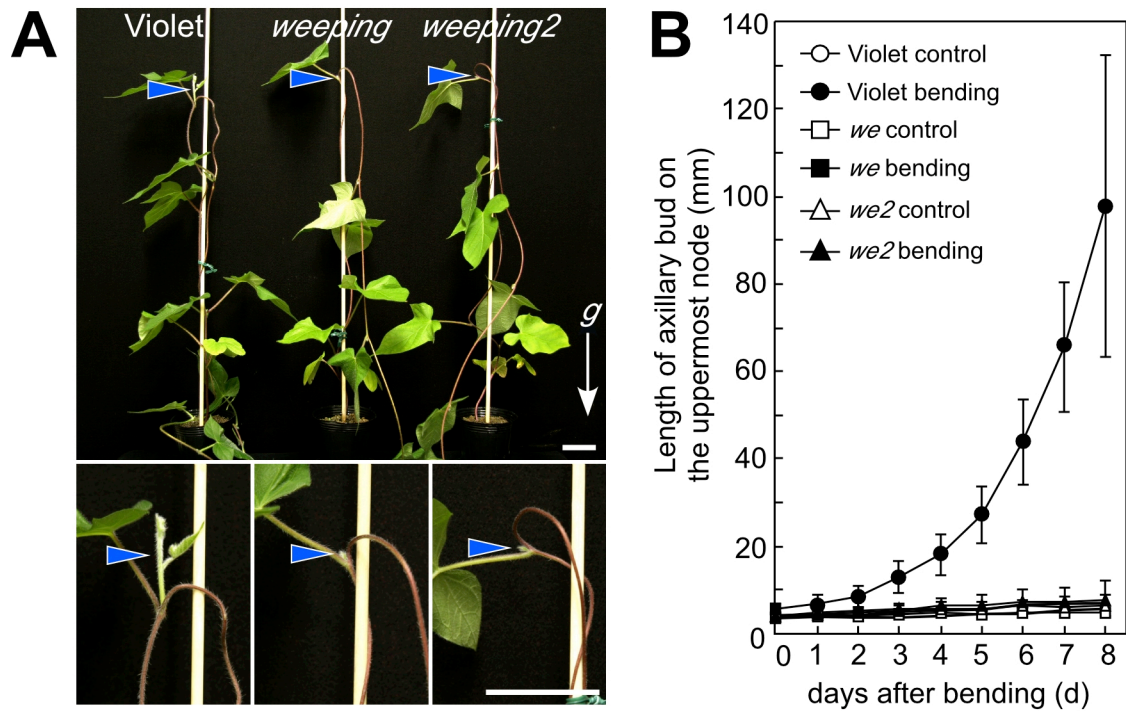 A
Violet
weeping
weeping2
g
B
Length of axillary bud on
the uppermost node (mm)
140
120
100
80
60
40
20
0
Violet control
Violet bending
we control
we bending
we2 control
we2 bending
0 1 2 3 4 5 6 7 8
days after bending (d)